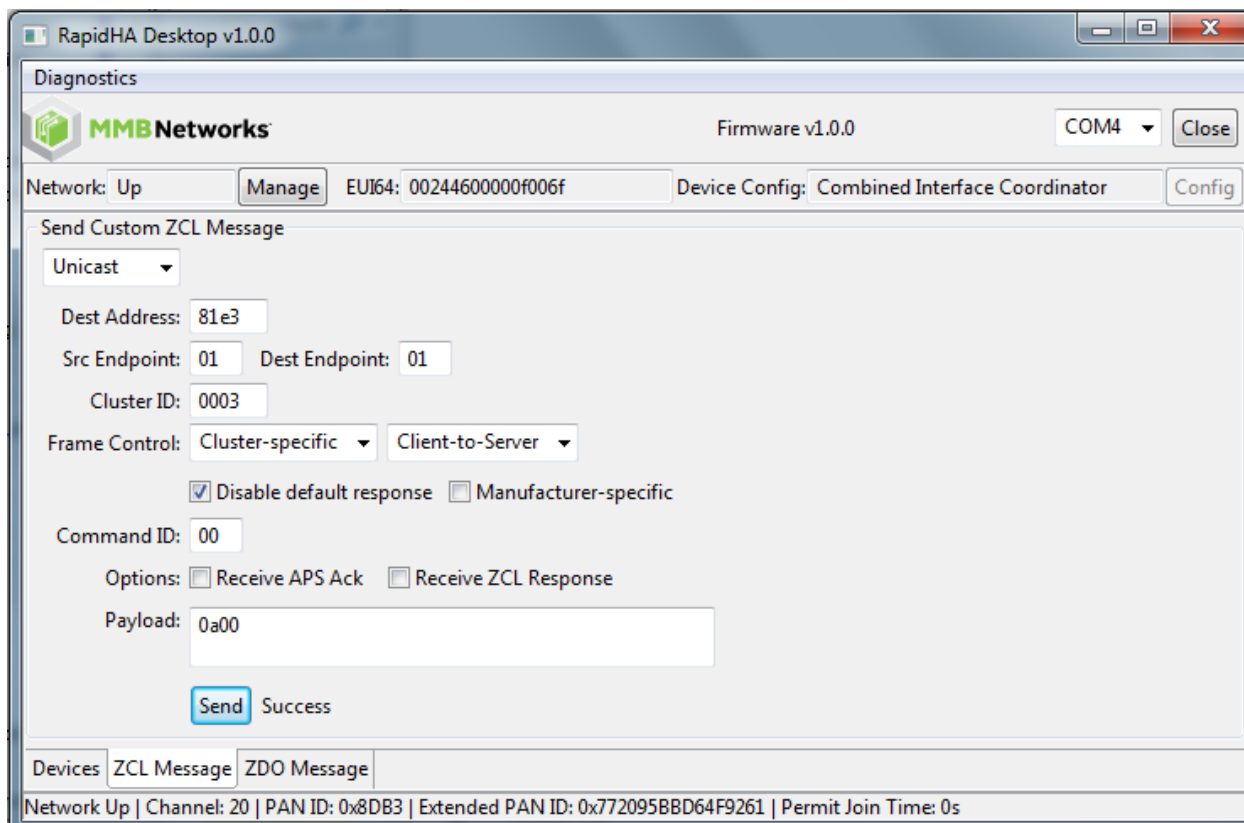 RapidHA Desktop v1.0.0
Diagnostics
MMBNetworks Firmware v1.0.0 COM4 Close
Network: Up Manage EUI64: 00244600000f006f Device Config: Combined Interface Coordinator Config
Send Custom ZCL Message
Unicast
Dest Address: 81e3
Src Endpoint: 01 Dest Endpoint: 01
Cluster ID: 0003
Frame Control: Cluster-specific Client-to-Server
Disable default response Manufacturer-specific
Command ID: 00
Options: Receive APS Ack Receive ZCL Response
Payload: 0a00
Send Success
Devices ZCL Message ZDO Message
Network Up | Channel: 20 | PAN ID: 0x8DB3 | Extended PAN ID: 0x772095BBD64F9261 | Permit Join Time: 0s